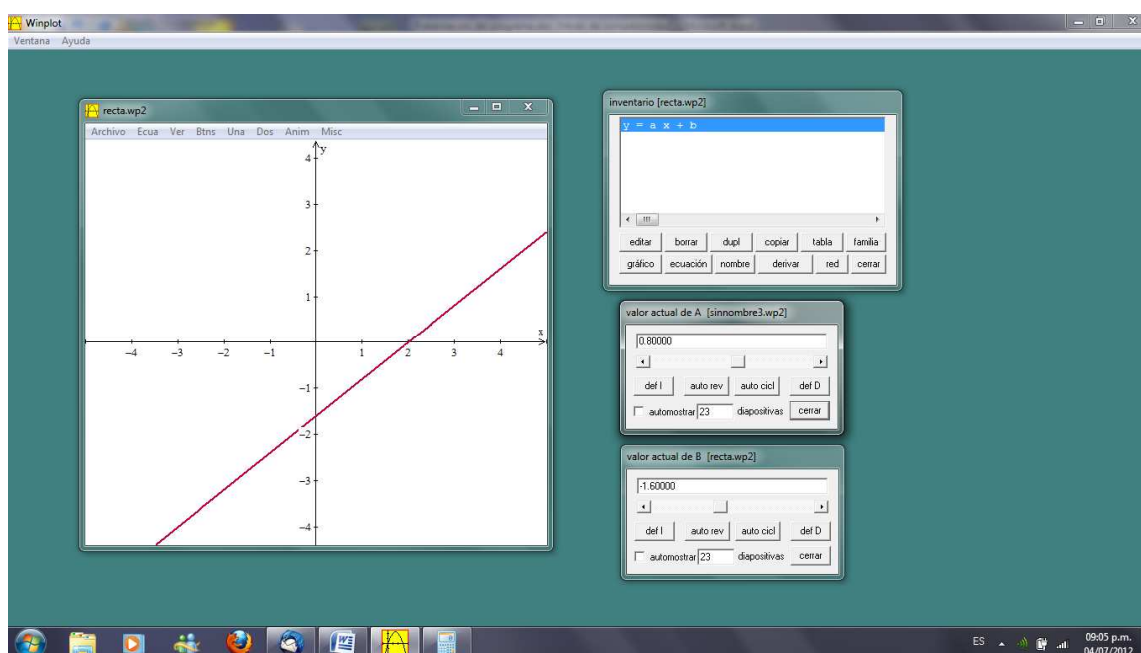 Winplot
Ventana Ayuda
recta.wp2
Archivo Ecua Ver Btns Una Dos Anim Misc
y
4
3
2
1
x
-4 -3 -2 -1 1 2 3 4
-1
-2
-3
-4
inventario [recta.wp2]
y = a x + b
editar borrar dupl copiar tabla familia
gráfico ecuación nombre derivar red cerrar
valor actual de A [sinnombre3.wp2]
0.80000
def I auto rev auto cicl def D
automostrar 23 diapositivas cerrar
valor actual de B [recta.wp2]
-1.60000
def I auto rev auto cicl def D
automostrar 23 diapositivas cerrar
ES 09:05 p.m.
04/07/2012